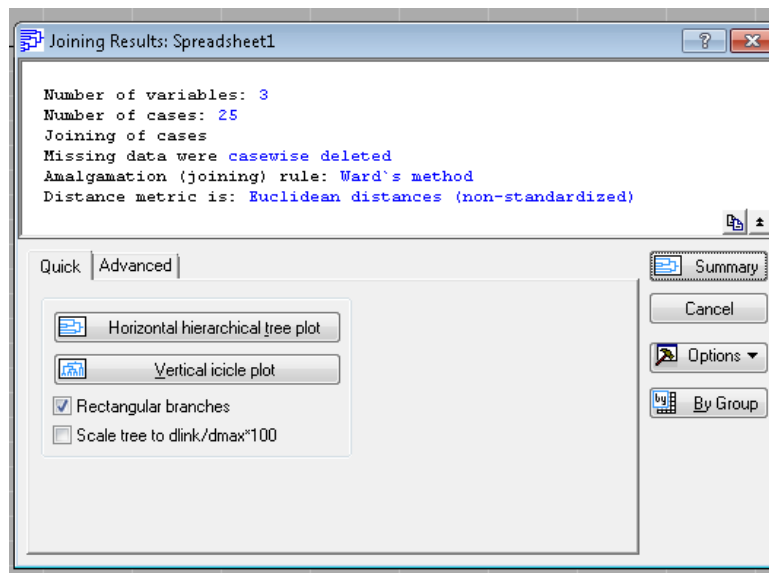 Joining Results: Spreadsheet1
Number of variables: 3
Number of cases: 25
Joining of cases
Missing data were casewise deleted
Amalgamation (joining) rule: Ward`s method
Distance metric is: Euclidean distances (non-standardized)
Quick
Advanced
Summary
Horizontal hierarchical tree plot
Cancel
Vertical icicle plot
Options
Rectangular branches
By Group
Scale tree to dlink/dmax*100